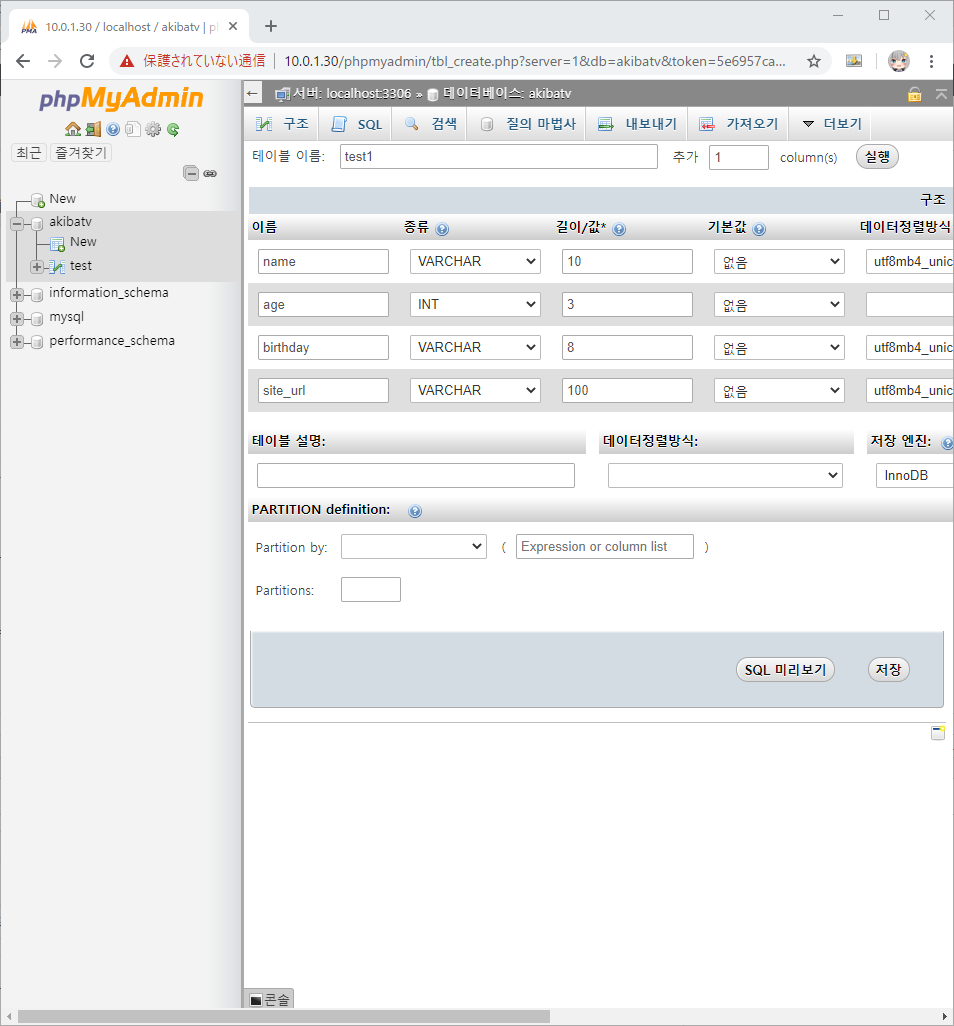 10.0.1.30 / localhost / akibatv | p
保護されていない通信 10.0.1.30/phpmyadmin/tbl_create.php?server=1&db=akibatv&token=5e6957ca...
phpMyAdmin
최근 즐겨찾기
New
akibatv
New
test
information_schema
mysql
performance_schema
서버: localhost:3306 » 데이터베이스: akibatv
구조 SQL 검색 질의 마법사 내보내기 가져오기 더보기
테이블 이름: test1 추가 1 column(s) 실행
구조
이름 종류 길이/값* 기본값 데이터정렬방식
name VARCHAR 10 없음 utf8mb4_unic
age INT 3 없음
birthday VARCHAR 8 없음 utf8mb4_unic
site_url VARCHAR 100 없음 utf8mb4_unic
테이블 설명: 데이터정렬방식: 저장 엔진:
InnoDB
PARTITION definition:
Partition by: ( Expression or column list )
Partitions:
SQL 미리보기 저장
콘솔